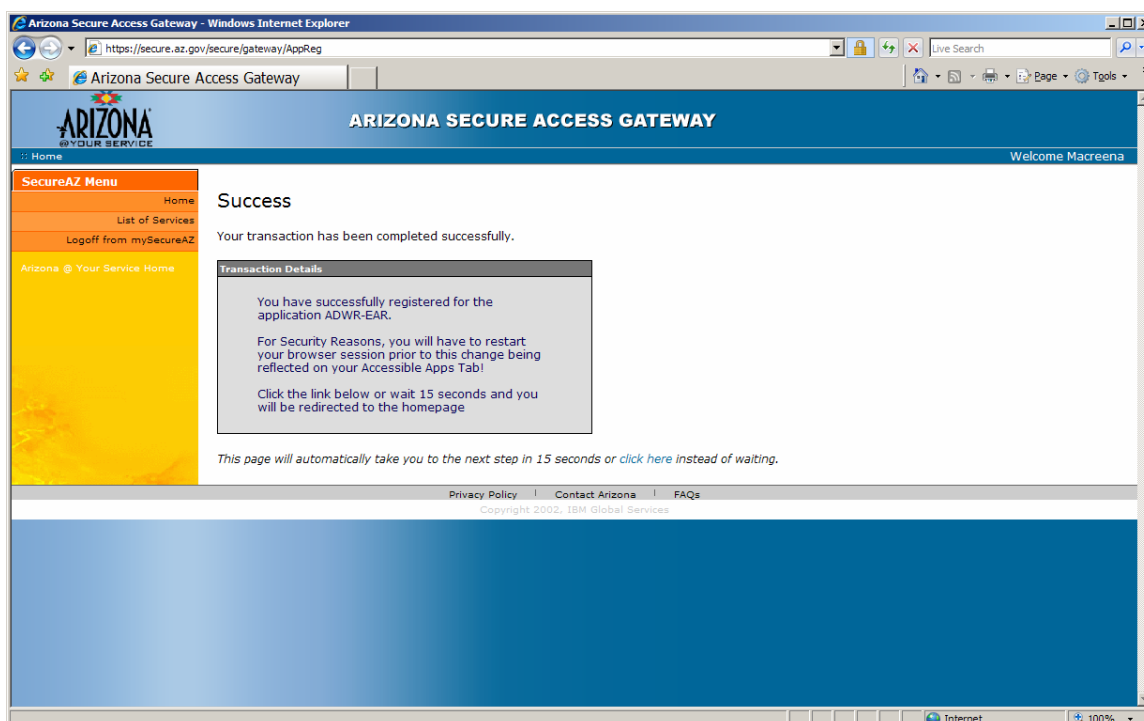 Arizona Secure Access Gateway - Windows Internet Explorer
https://secure.az.gov/secure/gateway/AppReg
Live Search
Arizona Secure Access Gateway
Page
Tools
ARIZONA
@YOUR SERVICE
ARIZONA SECURE ACCESS GATEWAY
:: Home
Welcome Macreena
SecureAZ Menu
Home
List of Services
Logoff from mySecureAZ
Arizona @ Your Service Home
Success
Your transaction has been completed successfully.
Transaction Details
You have successfully registered for the
application ADWR-EAR.
For Security Reasons, you will have to restart
your browser session prior to this change being
reflected on your Accessible Apps Tab!
Click the link below or wait 15 seconds and you
will be redirected to the homepage
This page will automatically take you to the next step in 15 seconds or click here instead of waiting.
Privacy Policy | Contact Arizona | FAQs
Copyright 2002, IBM Global Services
Internet
100%